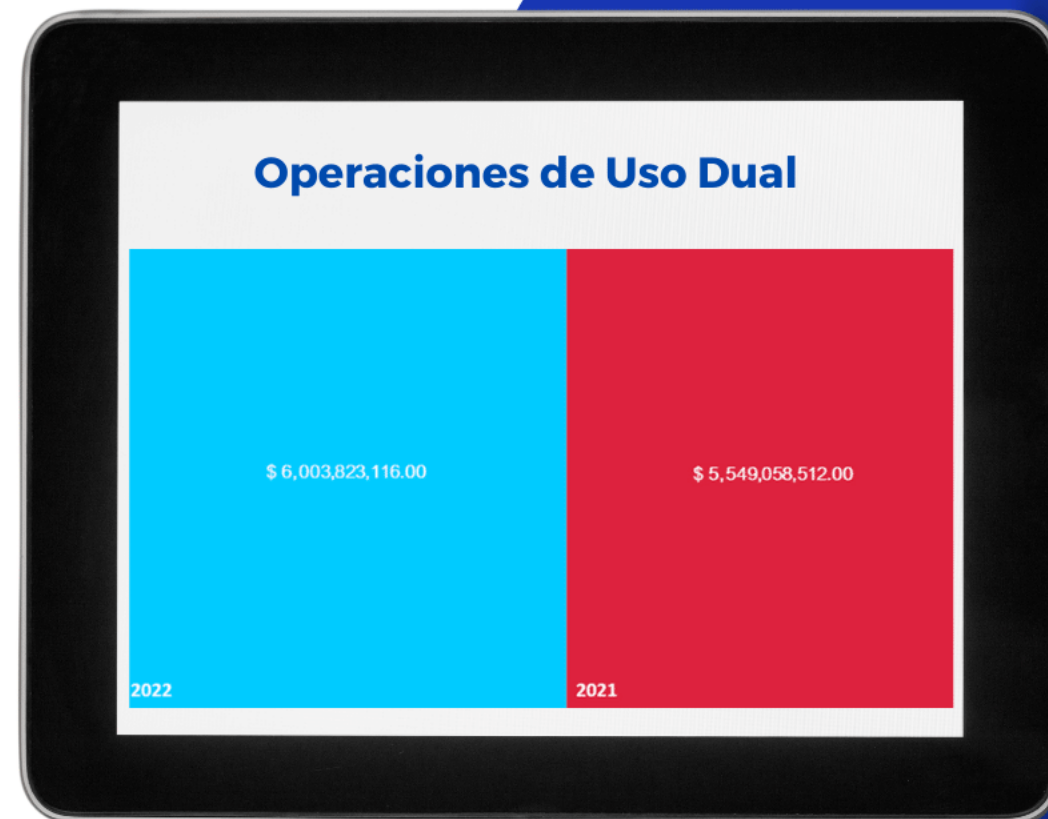 Operaciones de Uso Dual
$ 6,003,823,116.00
$ 5,549,058,512.00
2022
2021